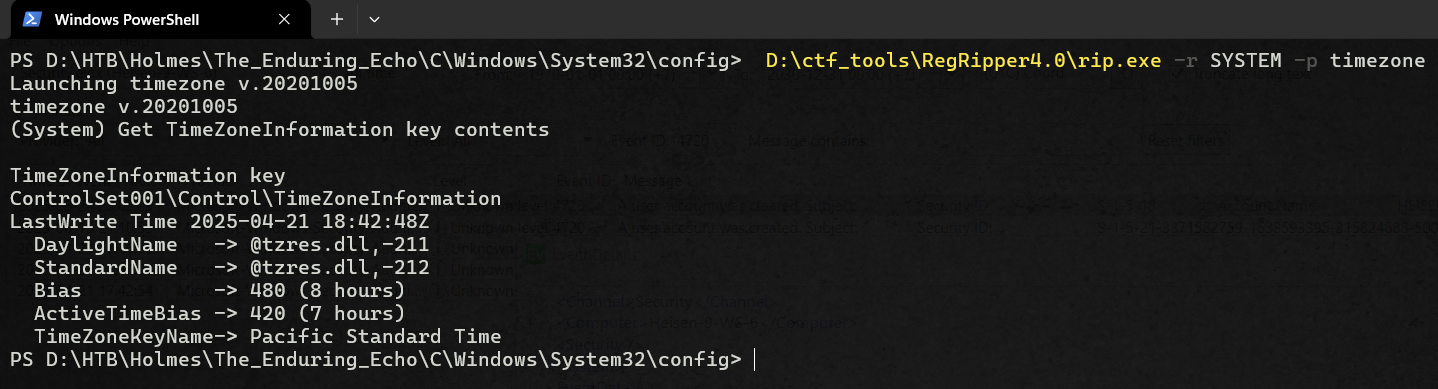 Windows PowerShell
PS D:\HTB\Holmes\The_Enduring_Echo\C\Windows\System32\config>  D:\ctf_tools\RegRipper4.0\rip.exe -r SYSTEM -p timezone
Launching timezone v.20201005
timezone v.20201005
(System) Get TimeZoneInformation key contents

TimeZoneInformation key
ControlSet001\Control\TimeZoneInformation
LastWrite Time 2025-04-21 18:42:48Z
  DaylightName   -> @tzres.dll,-211
  StandardName   -> @tzres.dll,-212
  Bias           -> 480 (8 hours)
  ActiveTimeBias -> 420 (7 hours)
  TimeZoneKeyName-> Pacific Standard Time
PS D:\HTB\Holmes\The_Enduring_Echo\C\Windows\System32\config>